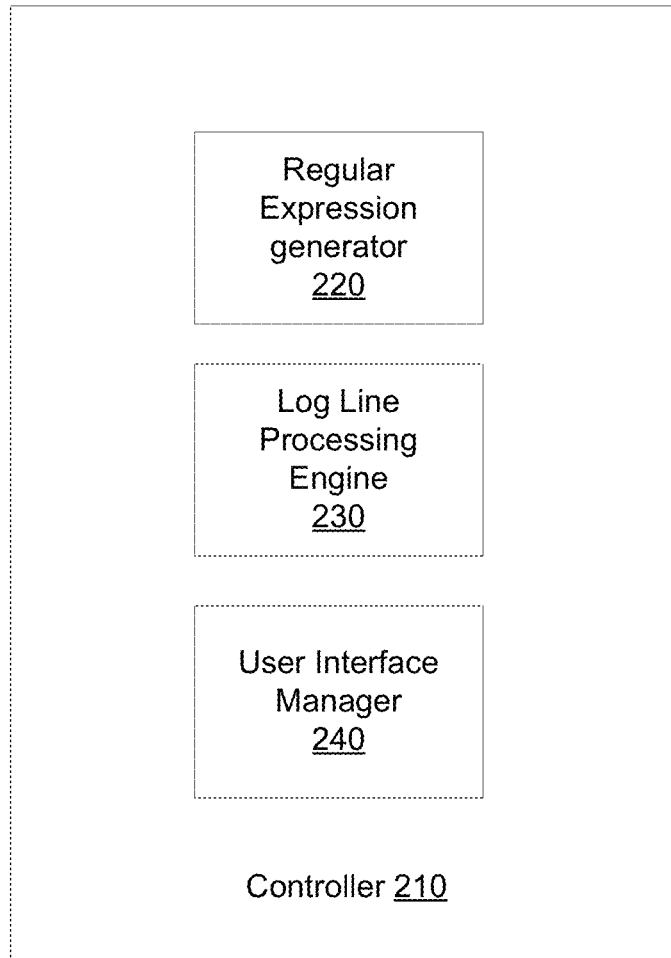 Regular
Expression
generator
220
Log Line
Processing
Engine
230
User Interface
Manager
240
Controller 210